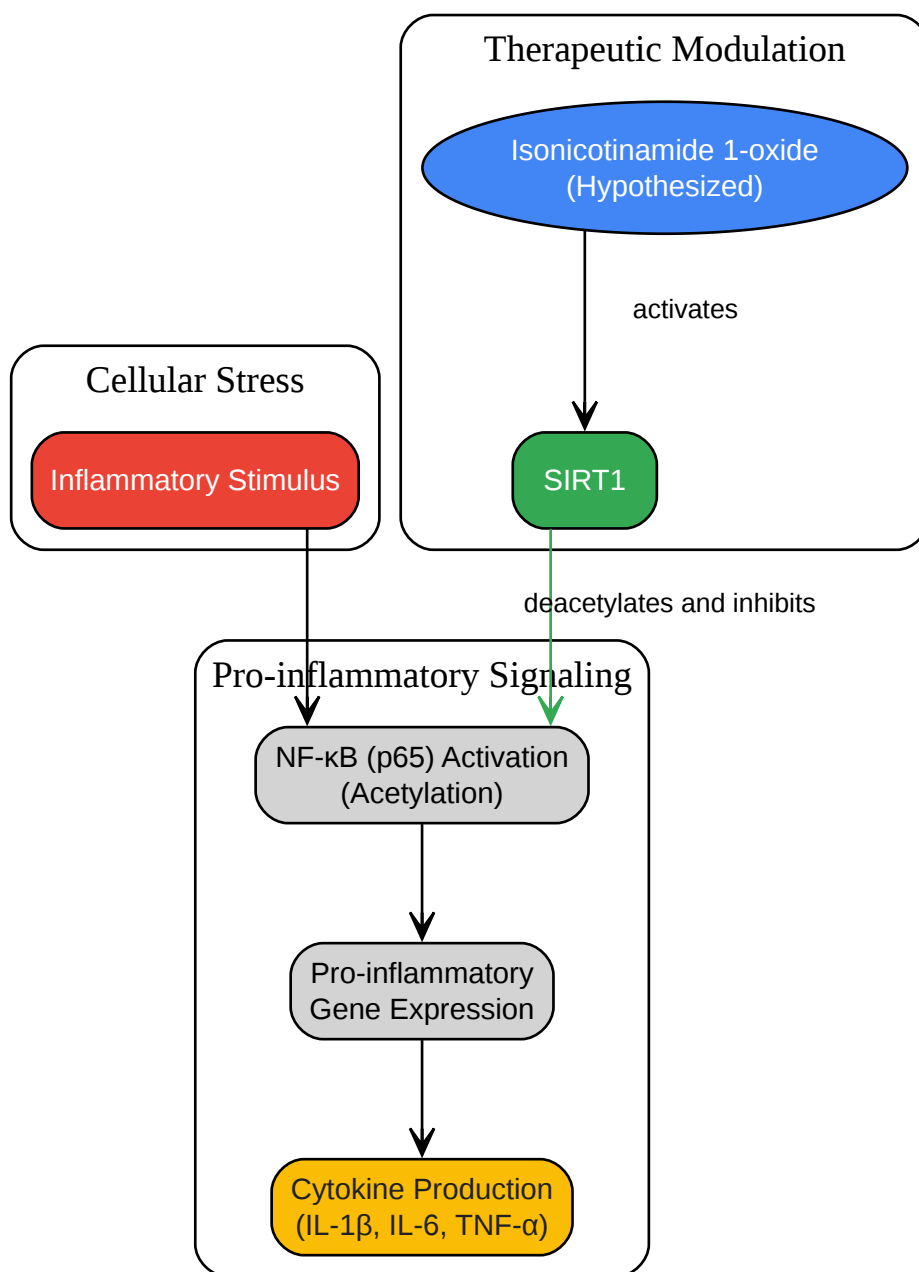 Therapeutic Modulation
Isonicotinamide 1-oxide
(Hypothesized)
activates
Cellular Stress
Inflammatory Stimulus
SIRT1
deacetylates and inhibits
Pro-inflammatory Signaling
NF-κB (p65) Activation
(Acetylation)
Pro-inflammatory
Gene Expression
Cytokine Production
(IL-1β, IL-6, TNF-α)